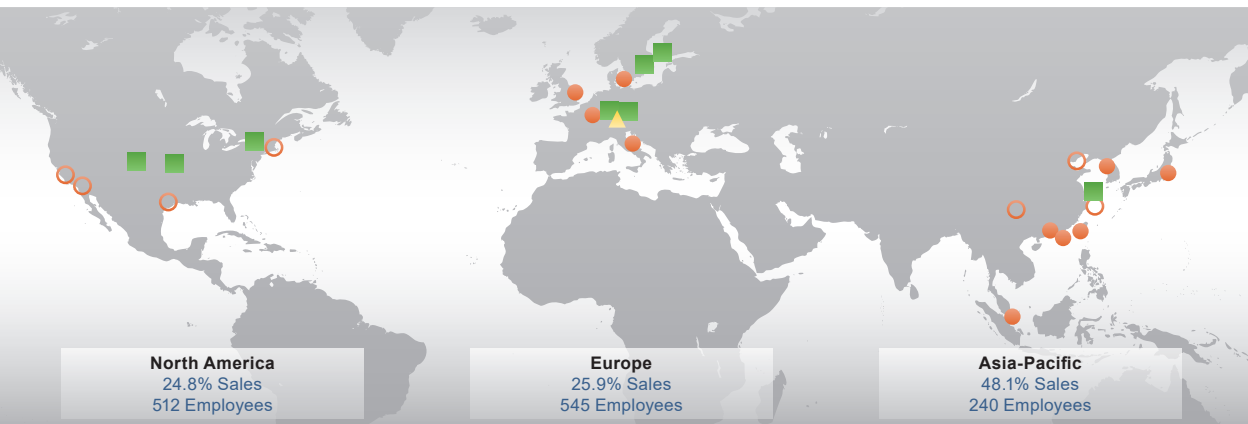 North America
24.8% Sales
512 Employees
Europe
25.9% Sales
545 Employees
Asia-Pacific
48.1% Sales
240 Employees